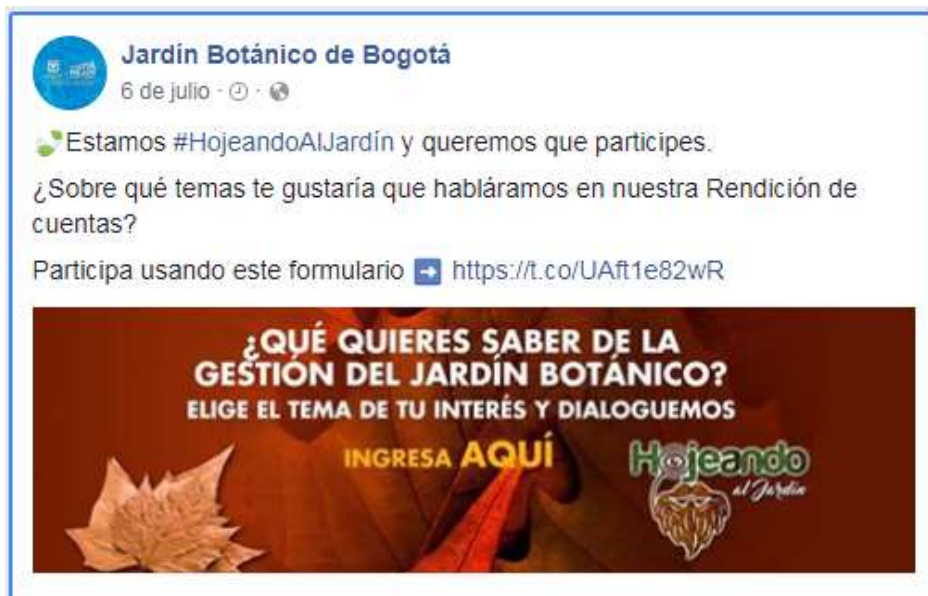 Jardín Botánico de Bogotá
6 de julio
Estamos #HojeandoAlJardín y queremos que participes.
¿Sobre qué temas te gustaría que habláramos en nuestra Rendición de
cuentas?
Participa usando este formulario https://t.co/UAft1e82wR
¿QUÉ QUIERES SABER DE LA
GESTIÓN DEL JARDÍN BOTÁNICO?
ELIGE EL TEMA DE TU INTERÉS Y DIALOGUEMOS
INGRESA AQUÍ
Hojeando
al Jardín